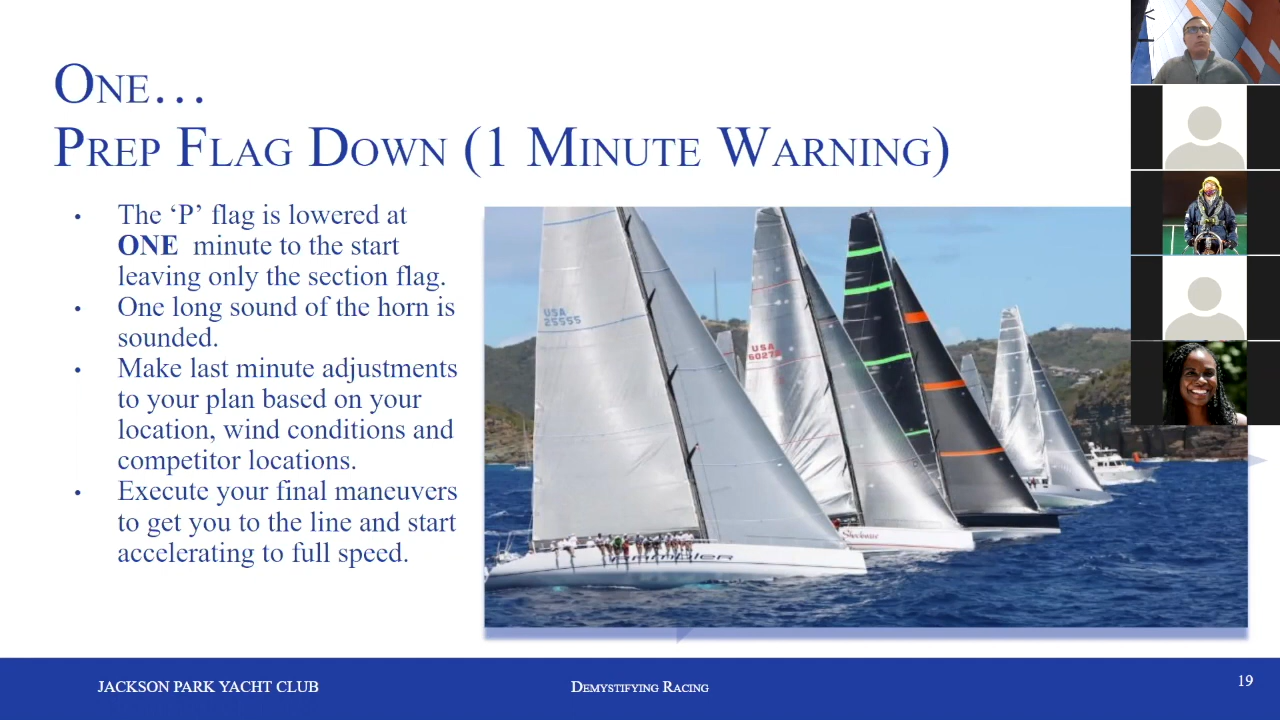 One…
Prep Flag Down (1 Minute Warning)
• The ‘P’ flag is lowered at
ONE minute to the start
leaving only the section flag.
• One long sound of the horn is
sounded.
• Make last minute adjustments
to your plan based on your
location, wind conditions and
competitor locations.
• Execute your final maneuvers
to get you to the line and start
accelerating to full speed.
USA
25555
USA
60272
JACKSON PARK YACHT CLUB
Demystifying Racing
19